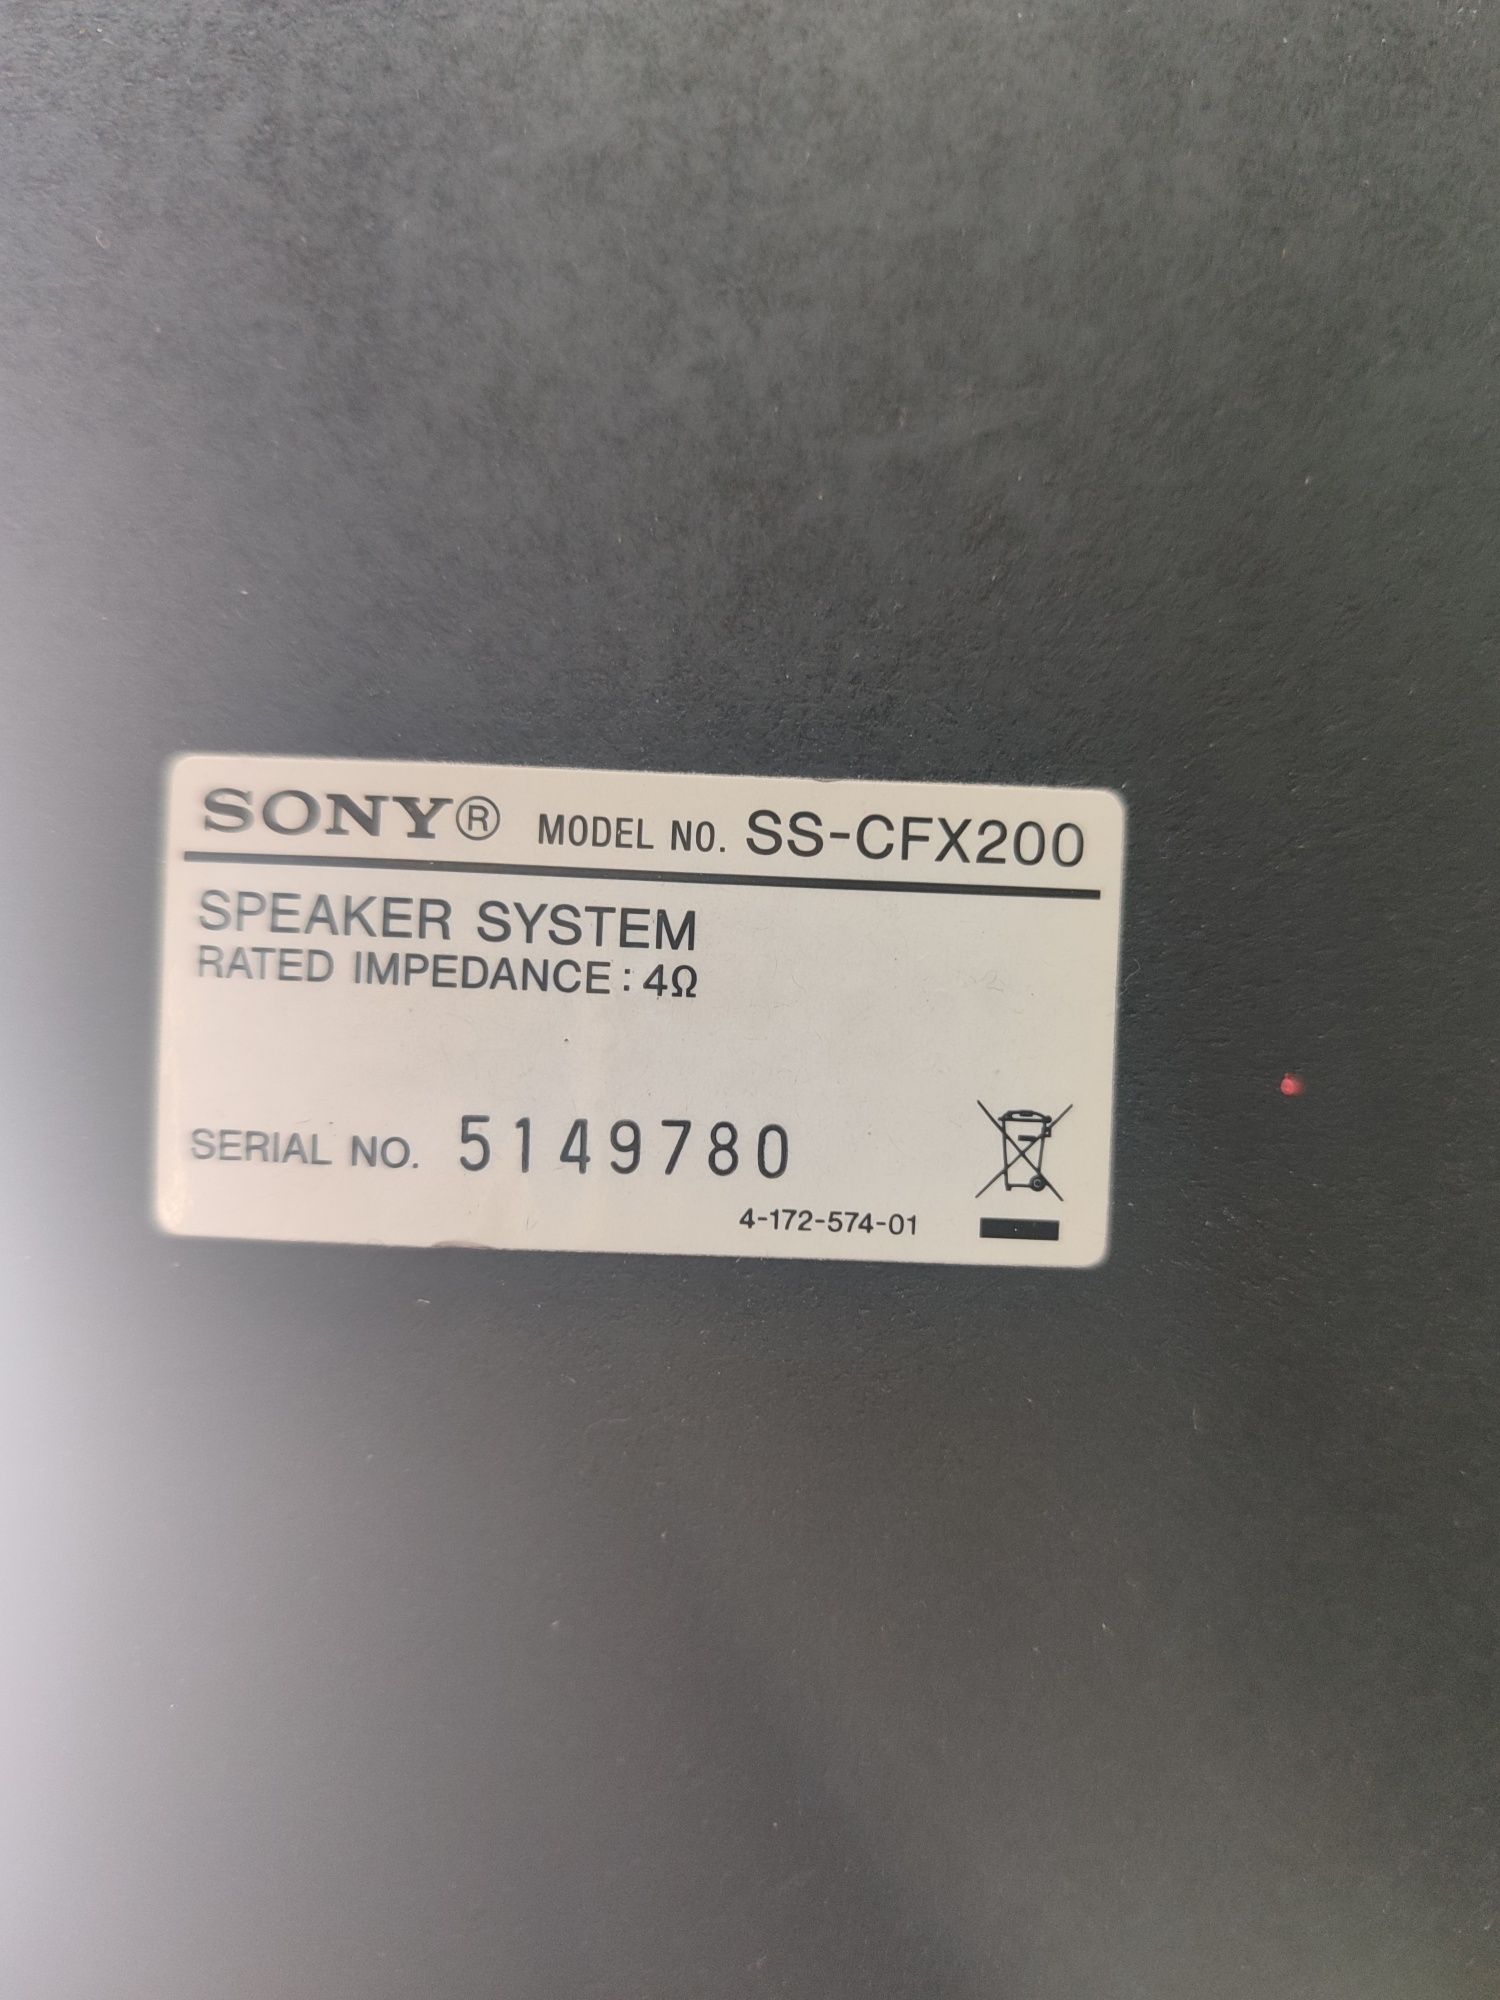 SONY® MODEL NO. SS-CFX200
SPEAKER SYSTEM
RATED IMPEDANCE : 4Ω
SERIAL NO. 5149780
4-172-574-01